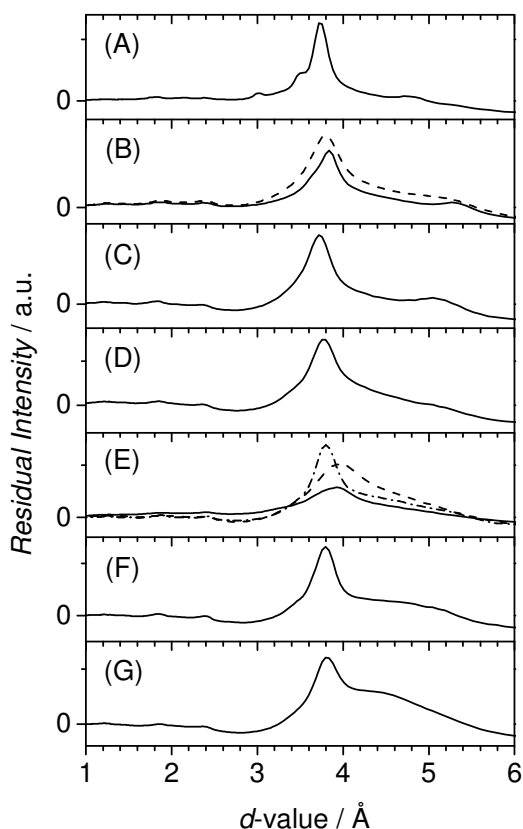 (A)
0
(B)
0
(C)
0
(D)
0
(E)
0
(F)
0
(G)
0
Residual Intensity / a.u.
1 2 3 4 5 6
d-value / Å